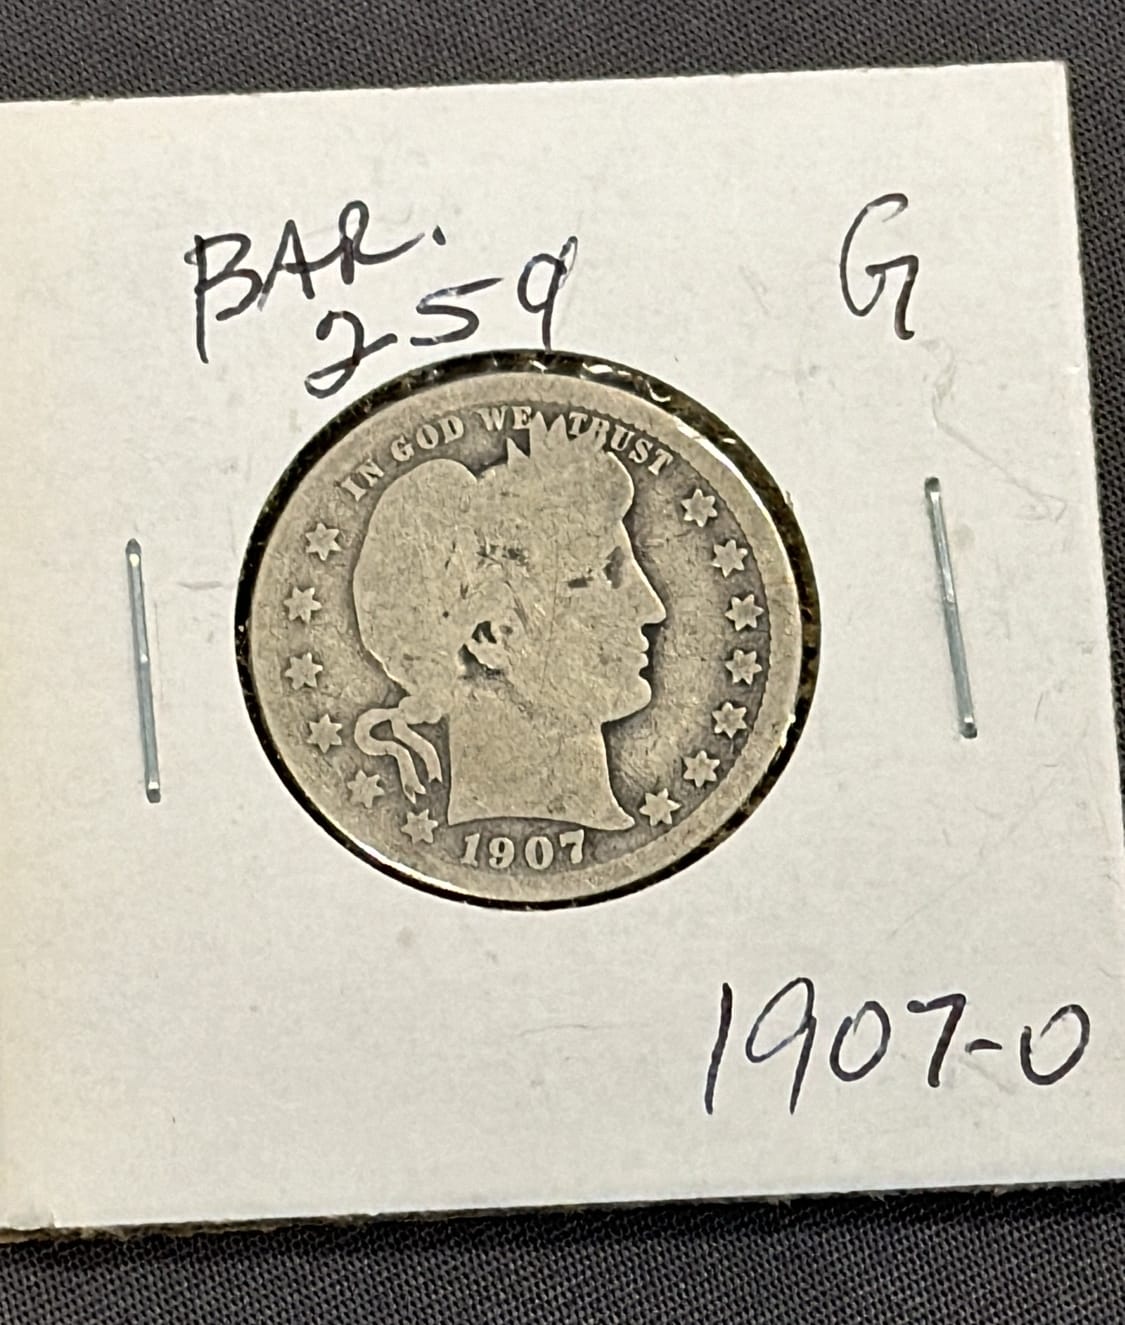 BAR.
25¢
G
IN GOD WE TRUST
1907
1907-O